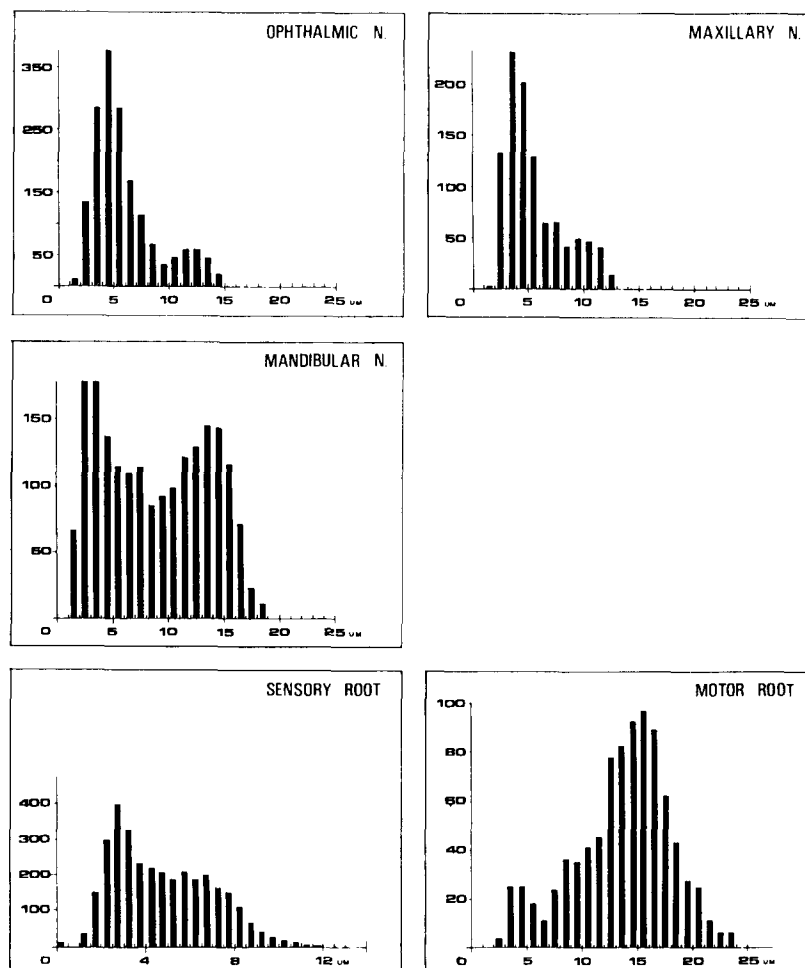 OPHTHALMIC N.
350
250
150
50
0 5 10 15 20 25 UM
MAXILLARY N.
200
150
100
50
0 5 10 15 20 25 UM
MANDIBULAR N.
150
100
50
0 5 10 15 20 25 UM
SENSORY ROOT
400
300
200
100
0 4 8 12 UM
MOTOR ROOT
100
80
60
40
20
0 5 10 15 20 25 UM